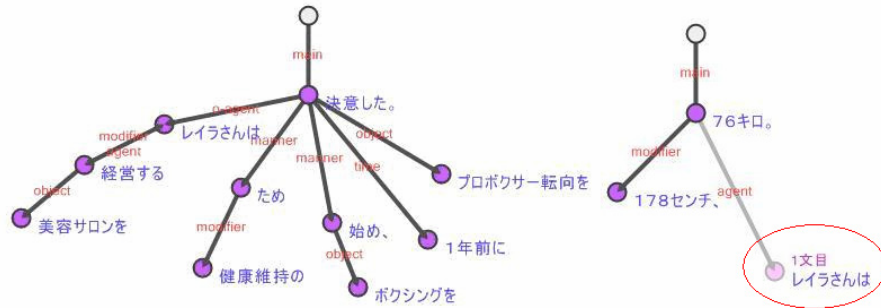 main
決意した。
o-agent
レイラさんは
modifier
agent
経営する
object
美容サロンを
manner
ため
modifier
健康維持の
manner
始め、
object
ボクシングを
time
1年前に
object
プロボクサー転向を
main
76キロ。
modifier
178センチ、
agent
1文目
レイラさんは